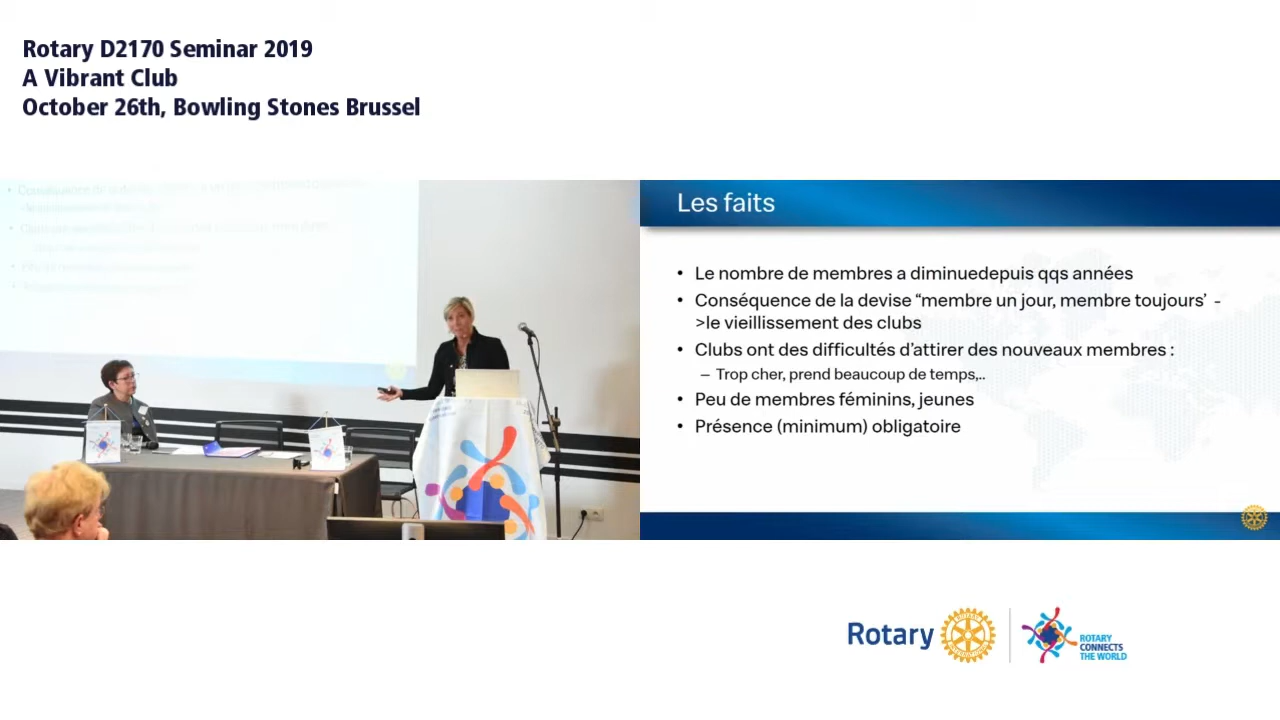 Rotary D2170 Seminar 2019
A Vibrant Club
October 26th, Bowling Stones Brussel
Les faits
• Le nombre de membres a diminuedepuis qqs années
• Conséquence de la devise “membre un jour, membre toujours’ -
>le vieillissement des clubs
• Clubs ont des difficultés d’attirer des nouveaux membres :
– Trop cher, prend beaucoup de temps,..
• Peu de membres féminins, jeunes
• Présence (minimum) obligatoire
Rotary
ROTARY
CONNECTS
THE WORLD